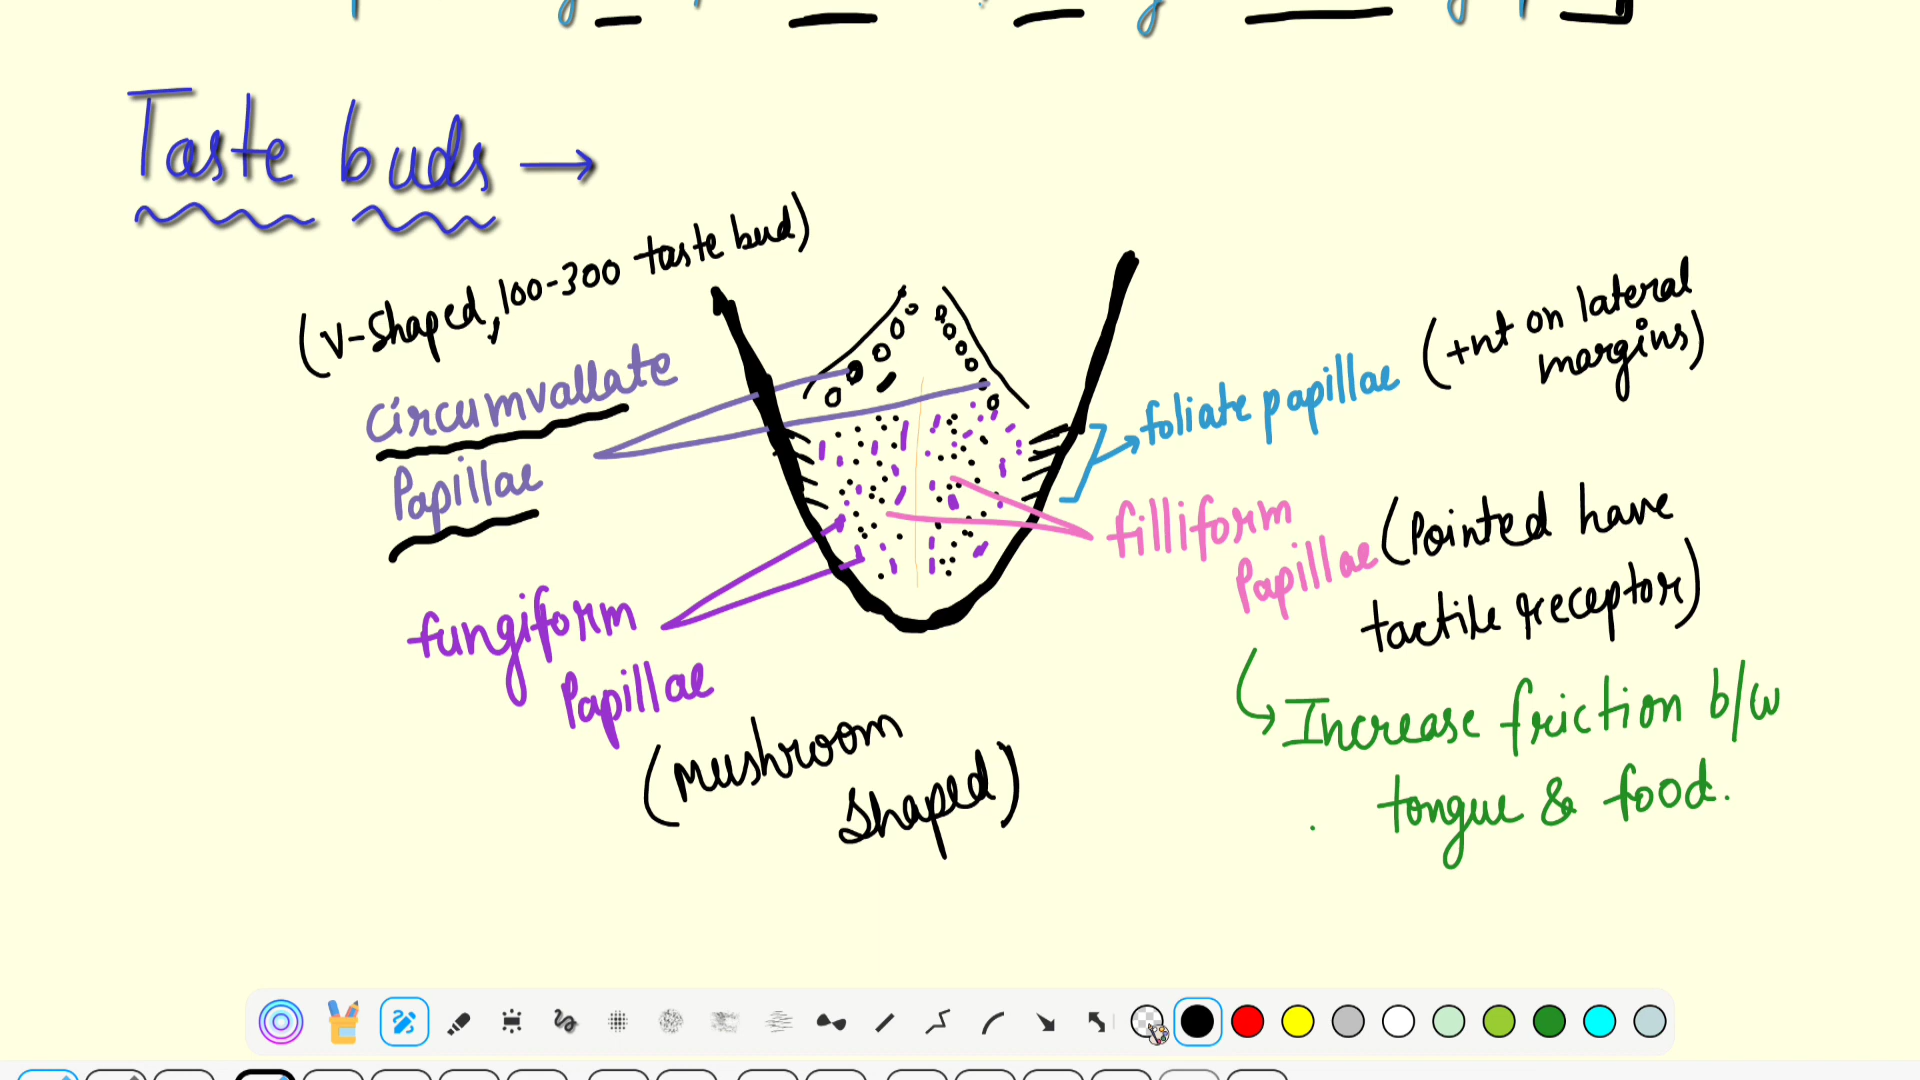 Taste buds →
(V-Shaped, 100-300 taste bud)
Circumvallate
Papillae
fungiform
Papillae
(Mushroom
Shaped)
foliate papillae
(+nt on lateral
margins)
filliform
Papillae
(Pointed have
tactile receptor)
Increase friction b/w
tongue & food.